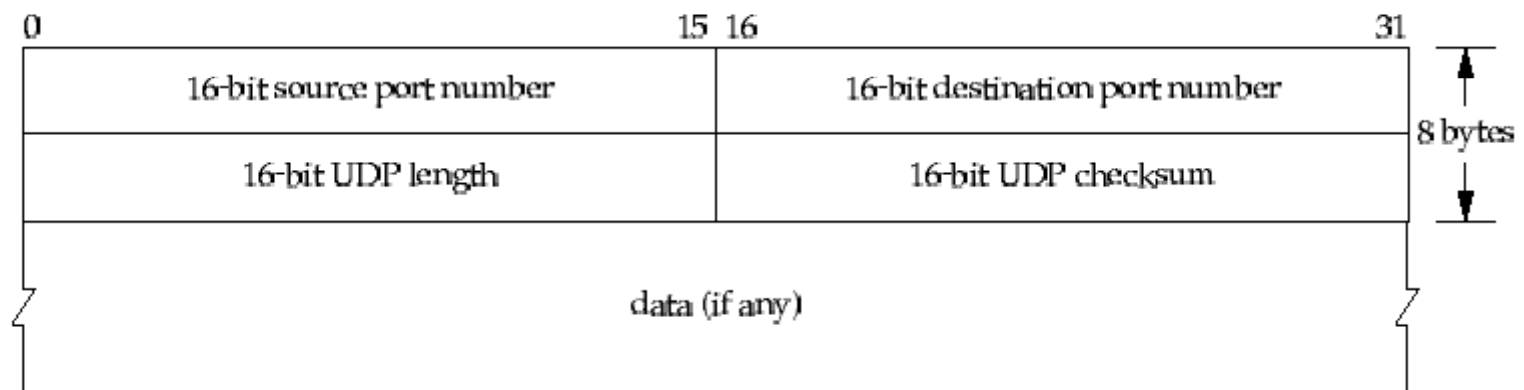 0 15 16 31
16-bit source port number 16-bit destination port number
8 bytes
16-bit UDP length 16-bit UDP checksum
data (if any)